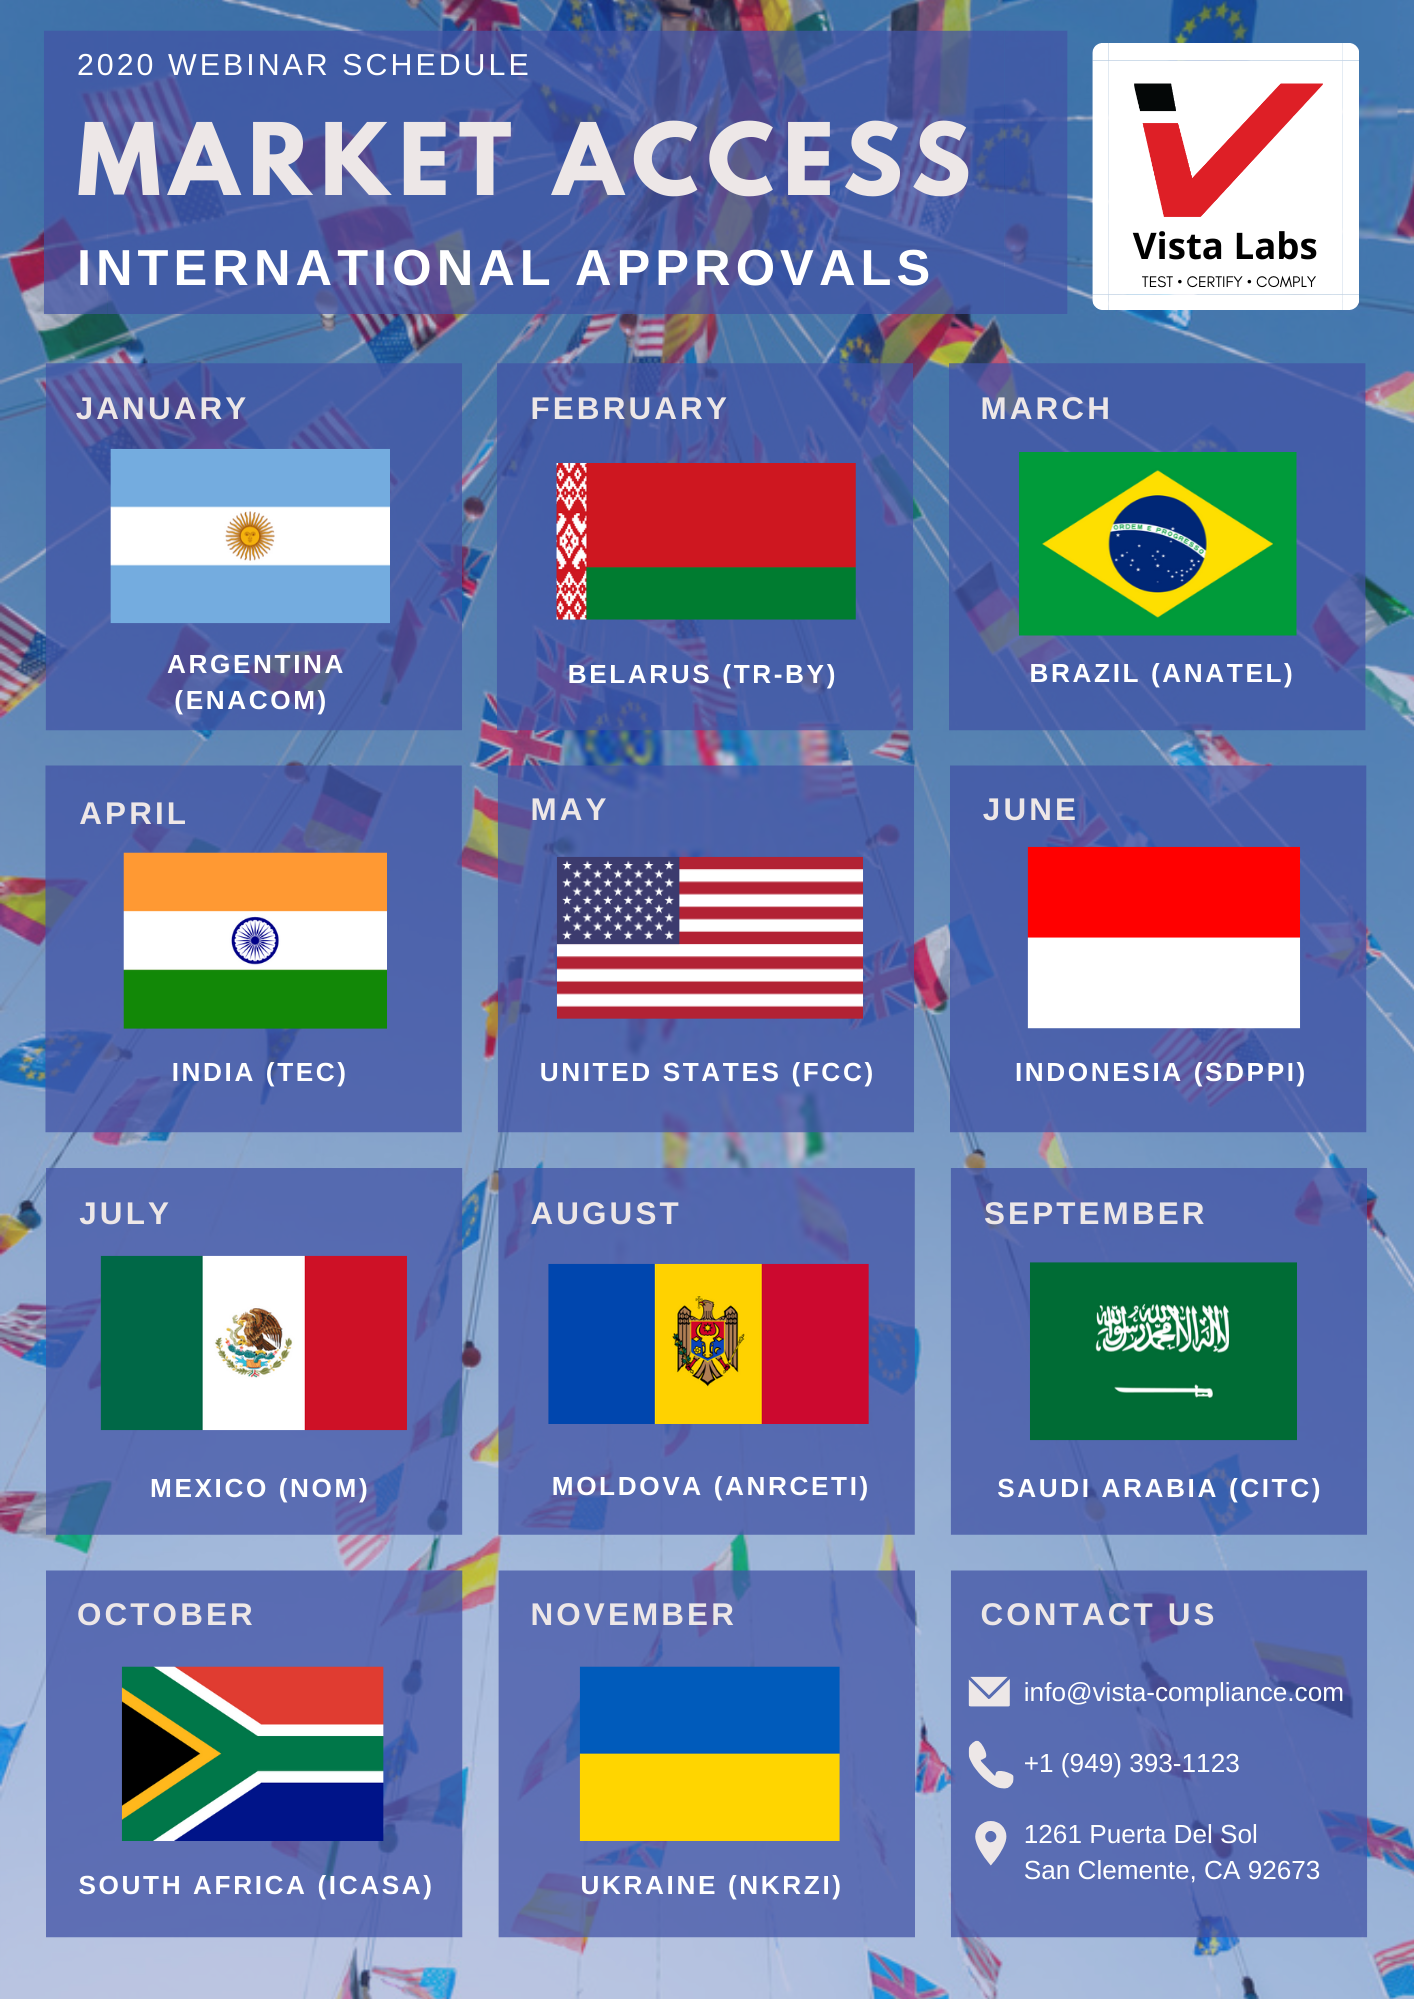 2020 WEBINAR SCHEDULE
MARKET ACCESS
INTERNATIONAL APPROVALS
Vista Labs
TEST • CERTIFY • COMPLY
JANUARY
ARGENTINA
(ENACOM)
FEBRUARY
BELARUS (TR-BY)
MARCH
ORDEM E PROGRESSO
BRAZIL (ANATEL)
APRIL
INDIA (TEC)
MAY
UNITED STATES (FCC)
JUNE
INDONESIA (SDPPI)
JULY
MEXICO (NOM)
AUGUST
MOLDOVA (ANRCETI)
SEPTEMBER
لا إله إلا الله محمد رسول الله
SAUDI ARABIA (CITC)
OCTOBER
SOUTH AFRICA (ICASA)
NOVEMBER
UKRAINE (NKRZI)
CONTACT US
info@vista-compliance.com
+1 (949) 393-1123
1261 Puerta Del Sol
San Clemente, CA 92673